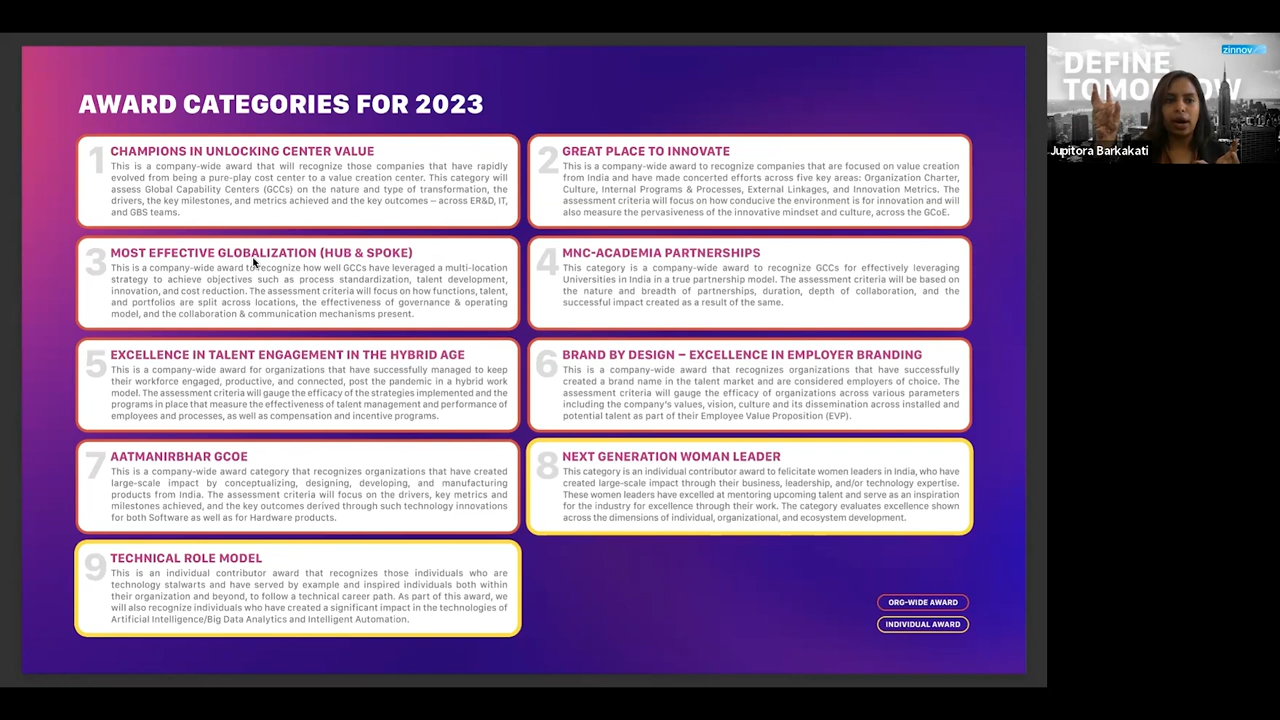 AWARD CATEGORIES FOR 2023
1
CHAMPIONS IN UNLOCKING CENTER VALUE
This is a company-wide award that will recognize those companies that have rapidly
evolved from being a pure-play cost center to a value creation center. This category will
assess Global Capability Centers (GCCs) on the nature and type of transformation, the
drivers, the key milestones, and metrics achieved and the key outcomes – across ER&D, IT,
and GBS teams.
2
GREAT PLACE TO INNOVATE
This is a company-wide award to recognize companies that are focused on value creation
from India and have made concerted efforts across five key areas: Organization Charter,
Culture, Internal Programs & Processes, External Linkages, and Innovation Metrics. The
assessment criteria will focus on how conducive the environment is for innovation and will
also measure the pervasiveness of the innovative mindset and culture, across the GCoE.
3
MOST EFFECTIVE GLOBALIZATION (HUB & SPOKE)
This is a company-wide award to recognize how well GCCs have leveraged a multi-location
strategy to achieve objectives such as process standardization, talent development,
innovation, and cost reduction. The assessment criteria will focus on how functions, talent,
and portfolios are split across locations, the effectiveness of governance & operating
model, and the collaboration & communication mechanisms present.
4
MNC-ACADEMIA PARTNERSHIPS
This category is a company-wide award to recognize GCCs for effectively leveraging
Universities in India in a true partnership model. The assessment criteria will be based on
the nature and breadth of partnerships, duration, depth of collaboration, and the
successful impact created as a result of the same.
5
EXCELLENCE IN TALENT ENGAGEMENT IN THE HYBRID AGE
This is a company-wide award for organizations that have successfully managed to keep
their workforce engaged, productive, and connected, post the pandemic in a hybrid work
model. The assessment criteria will gauge the efficacy of the strategies implemented and the
programs in place that measure the effectiveness of talent management and performance of
employees and processes, as well as compensation and incentive programs.
6
BRAND BY DESIGN – EXCELLENCE IN EMPLOYER BRANDING
This is a company-wide award that recognizes organizations that have successfully
created a brand name in the talent market and are considered employers of choice. The
assessment criteria will gauge the efficacy of organizations across various parameters
including the company's values, vision, culture and its dissemination across installed and
potential talent as part of their Employee Value Proposition (EVP).
7
AATMANIRBHAR GCOE
This is a company-wide award category that recognizes organizations that have created
large-scale impact by conceptualizing, designing, developing, and manufacturing
products from India. The assessment criteria will focus on the drivers, key metrics and
milestones achieved, and the key outcomes derived through such technology innovations
for both Software as well as for Hardware products.
8
NEXT GENERATION WOMAN LEADER
This category is an individual contributor award to felicitate women leaders in India, who have
created large-scale impact through their business, leadership, and/or technology expertise.
These women leaders have excelled at mentoring upcoming talent and serve as an inspiration
for the industry for excellence through their work. The category evaluates excellence shown
across the dimensions of individual, organizational, and ecosystem development.
9
TECHNICAL ROLE MODEL
This is an individual contributor award that recognizes those individuals who are
technology stalwarts and have served by example and inspired individuals both within
their organization and beyond, to follow a technical career path. As part of this award, we
will also recognize individuals who have created a significant impact in the technologies of
Artificial Intelligence/Big Data Analytics and Intelligent Automation.
ORG-WIDE AWARD
INDIVIDUAL AWARD
zinnov
DEFINE
Jupitora Barkakati